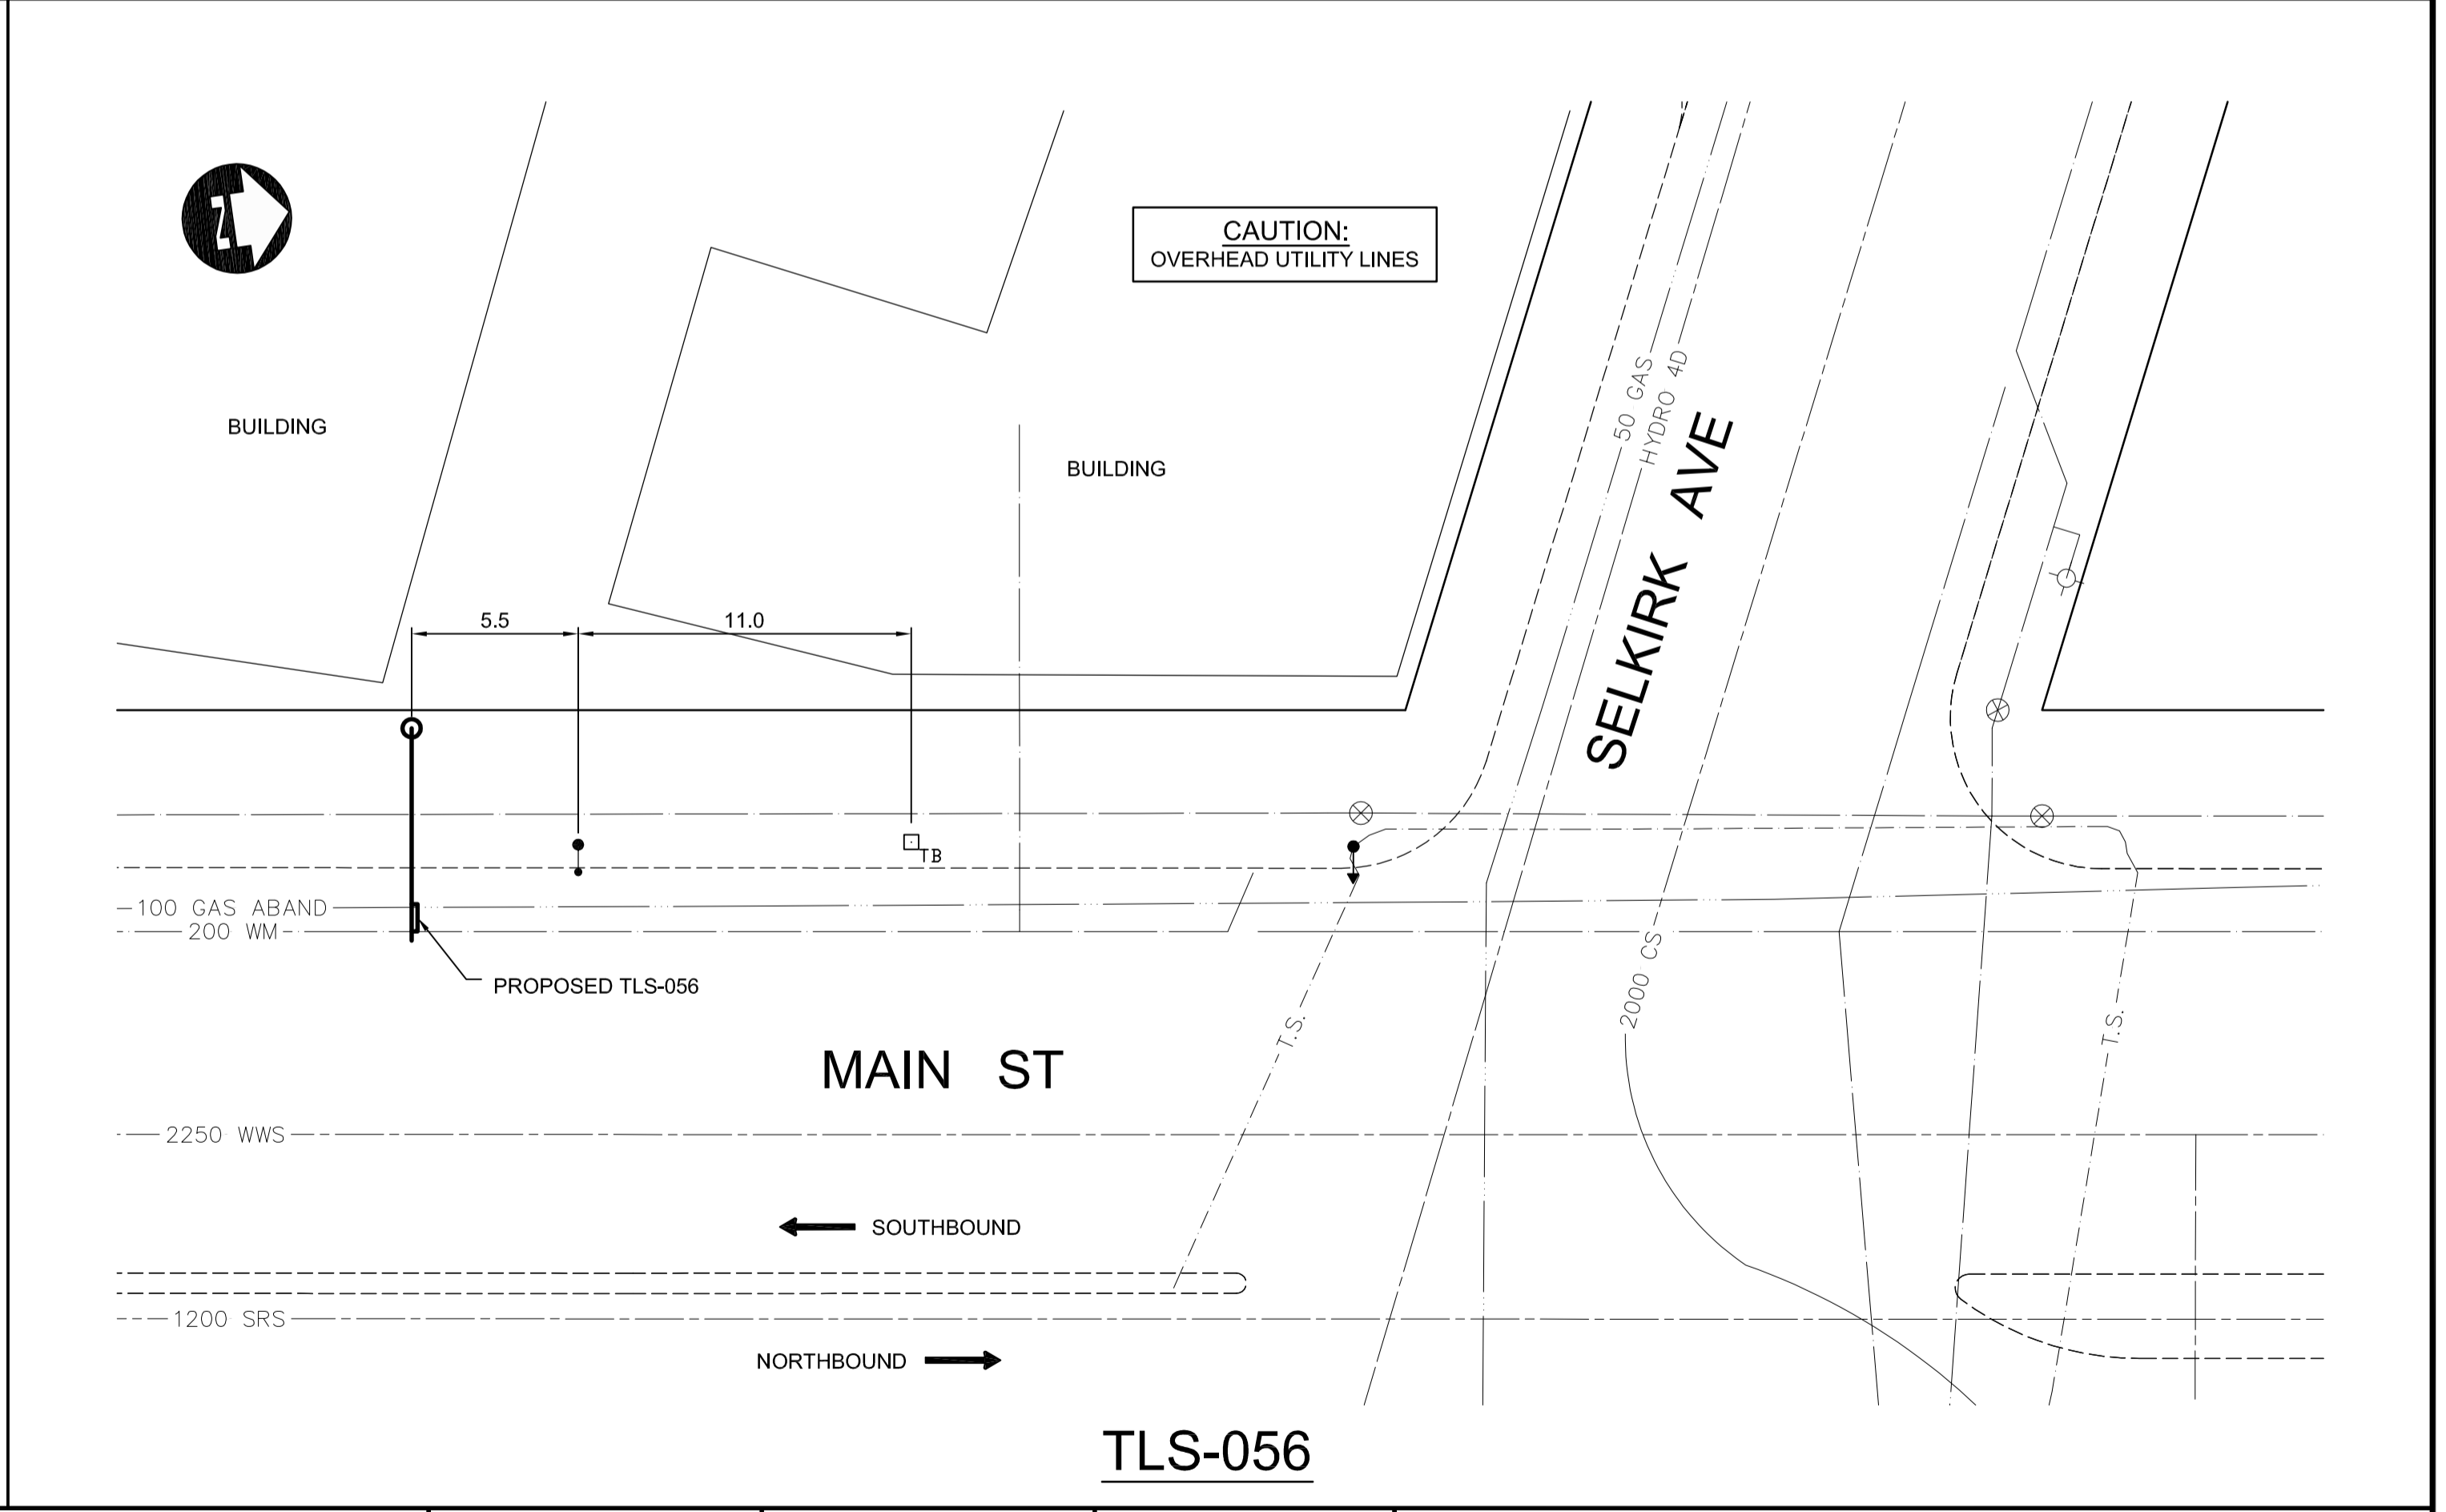 N
CAUTION:
OVERHEAD UTILITY LINES
BUILDING
BUILDING
50 GAS
HYDRO 4D
SELKIRK AVE
5.5
11.0
TB
100 GAS ABAND
200 WM
PROPOSED TLS-056
2000 CS
T.S.
T.S.
MAIN ST
2250 WWS
SOUTHBOUND
1200 SRS
NORTHBOUND
TLS-056